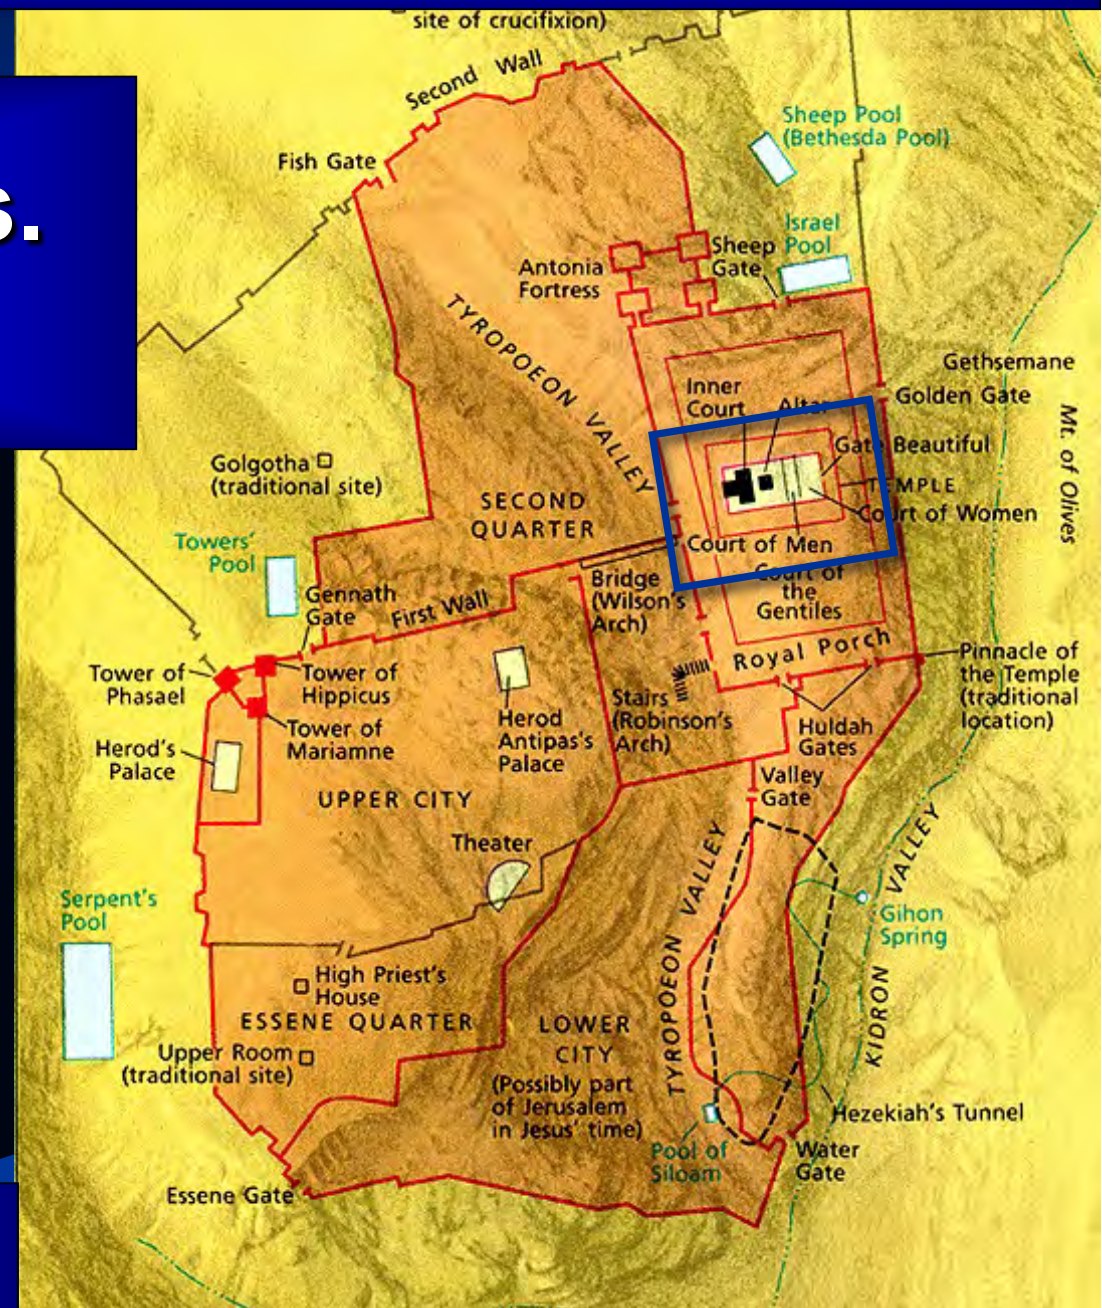 site of crucifixion)
Second Wall
s.
Sheep Pool
(Bethesda Pool)
Fish Gate
Israel
Pool
Sheep
Gate
Antonia
Fortress
TYROPOEON VALLEY
Gethsemane
Inner
Court
Altar
Golden Gate
Mt. of Olives
Gate Beautiful
Golgotha
(traditional site)
TEMPLE
SECOND
QUARTER
Court of Women
Towers'
Pool
Court of Men
Bridge
(Wilson's
Arch)
Court of
the
Gentiles
Gennath
Gate
First Wall
Royal Porch
Pinnacle of
the Temple
(traditional
location)
Tower of
Phasael
Tower of
Hippicus
Stairs
(Robinson's
Arch)
Herod
Antipas's
Palace
Tower of
Mariamne
Huldah
Gates
Herod's
Palace
Valley
Gate
UPPER CITY
Theater
TYROPOEON VALLEY
KIDRON VALLEY
Serpent's
Pool
Gihon
Spring
High Priest's
House
ESSENE QUARTER
LOWER
CITY
(Possibly part
of Jerusalem
in Jesus' time)
Upper Room
(traditional site)
Hezekiah's Tunnel
Pool of
Siloam
Water
Gate
Essene Gate